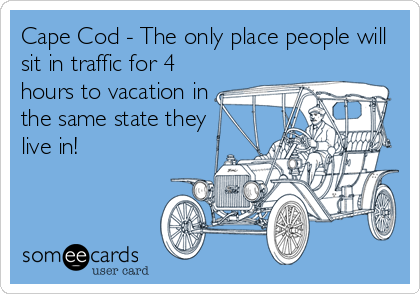 Cape Cod - The only place people will
sit in traffic for 4
hours to vacation in
the same state they
live in!
someecards
user card